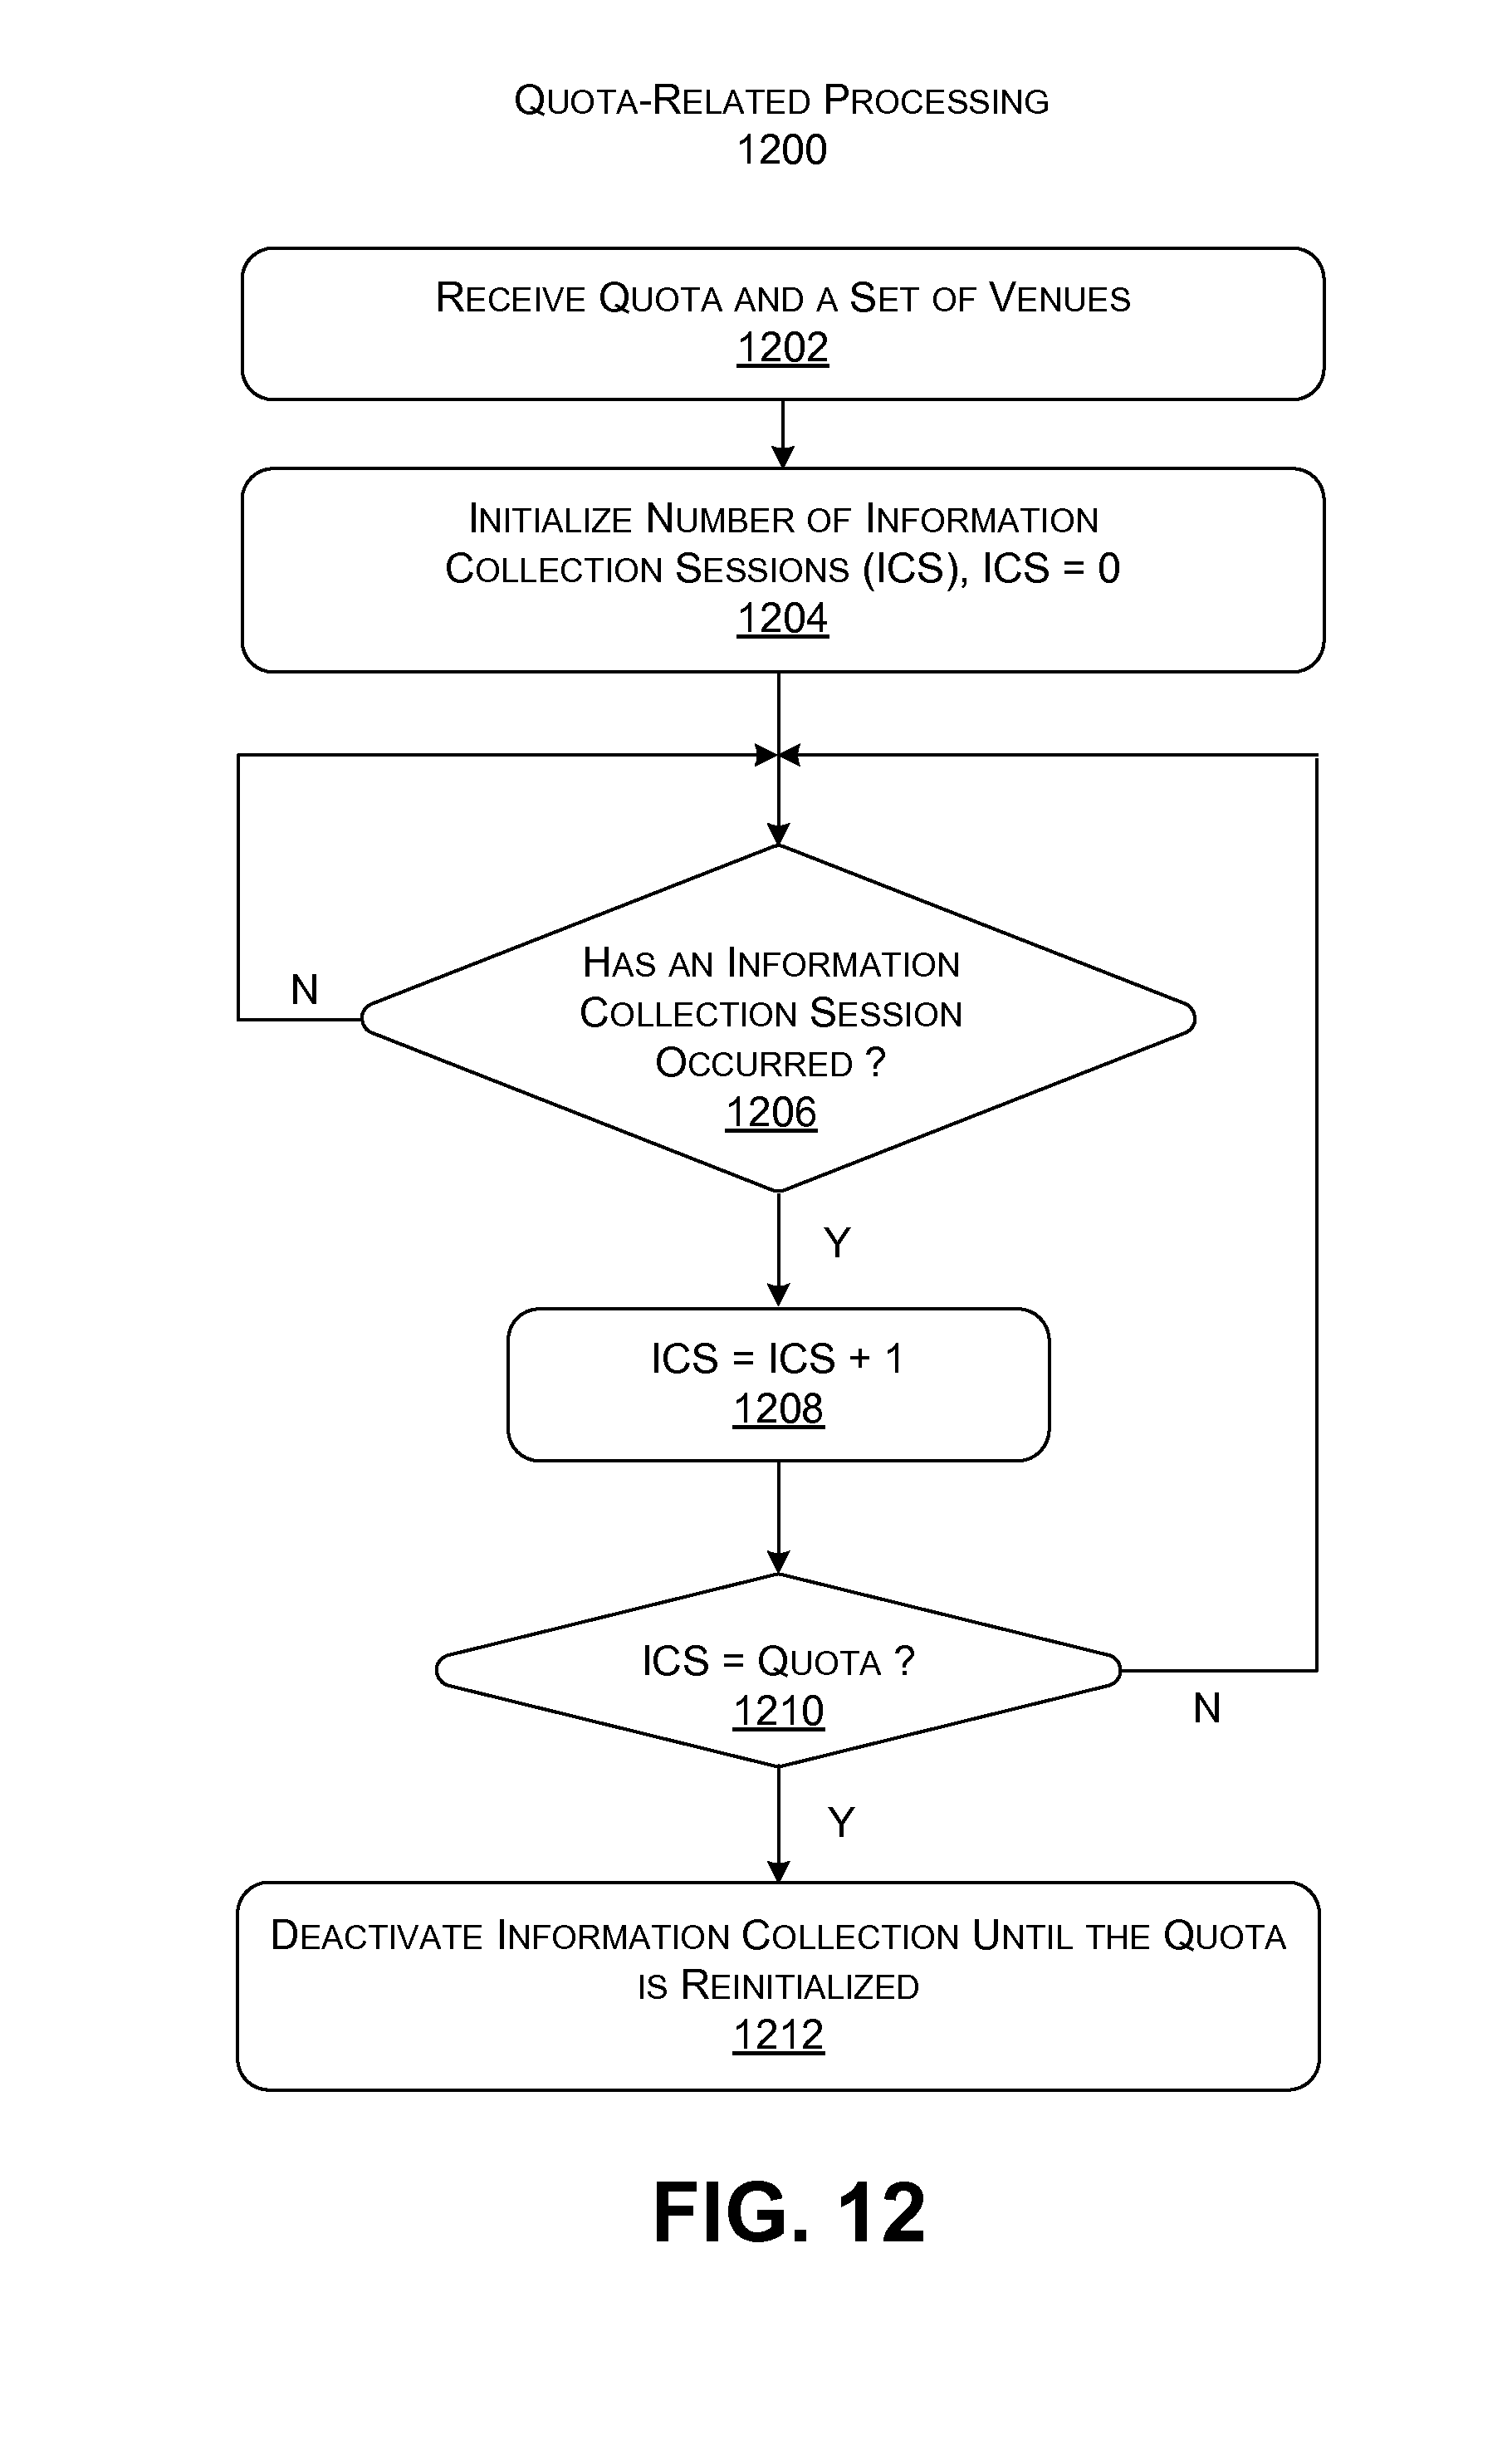 QUOTA-RELATED PROCESSING
1200
RECEIVE QUOTA AND A SET OF VENUES
1202
INITIALIZE NUMBER OF INFORMATION
COLLECTION SESSIONS (ICS), ICS = 0
1204
HAS AN INFORMATION
COLLECTION SESSION
OCCURRED ?
1206
N
Y
ICS = ICS + 1
1208
ICS = QUOTA ?
1210
N
Y
DEACTIVATE INFORMATION COLLECTION UNTIL THE QUOTA
IS REINITIALIZED
1212
FIG. 12